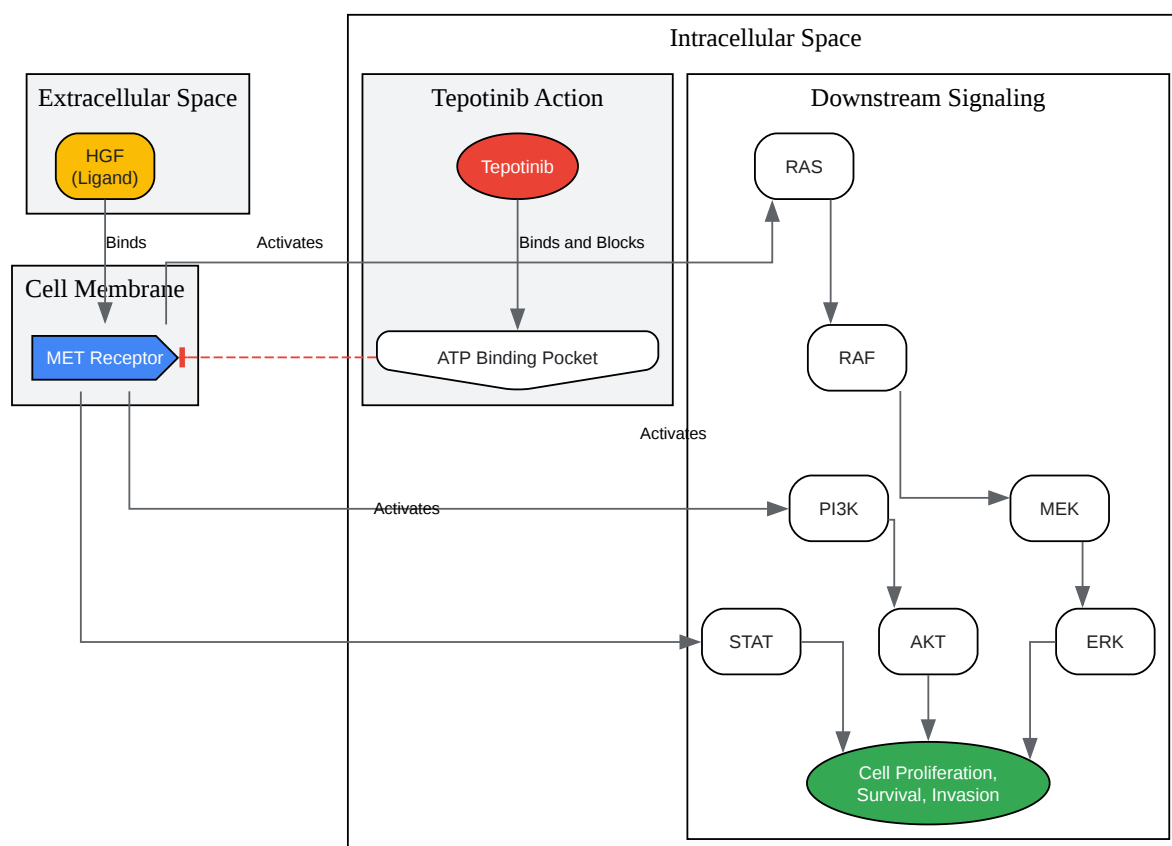 Intracellular Space
Extracellular Space
Tepotinib Action
Downstream Signaling
HGF
(Ligand)
Tepotinib
RAS
Binds
Activates
Binds and Blocks
Cell Membrane
MET Receptor
ATP Binding Pocket
RAF
Activates
Activates
PI3K
MEK
STAT
AKT
ERK
Cell Proliferation,
Survival, Invasion